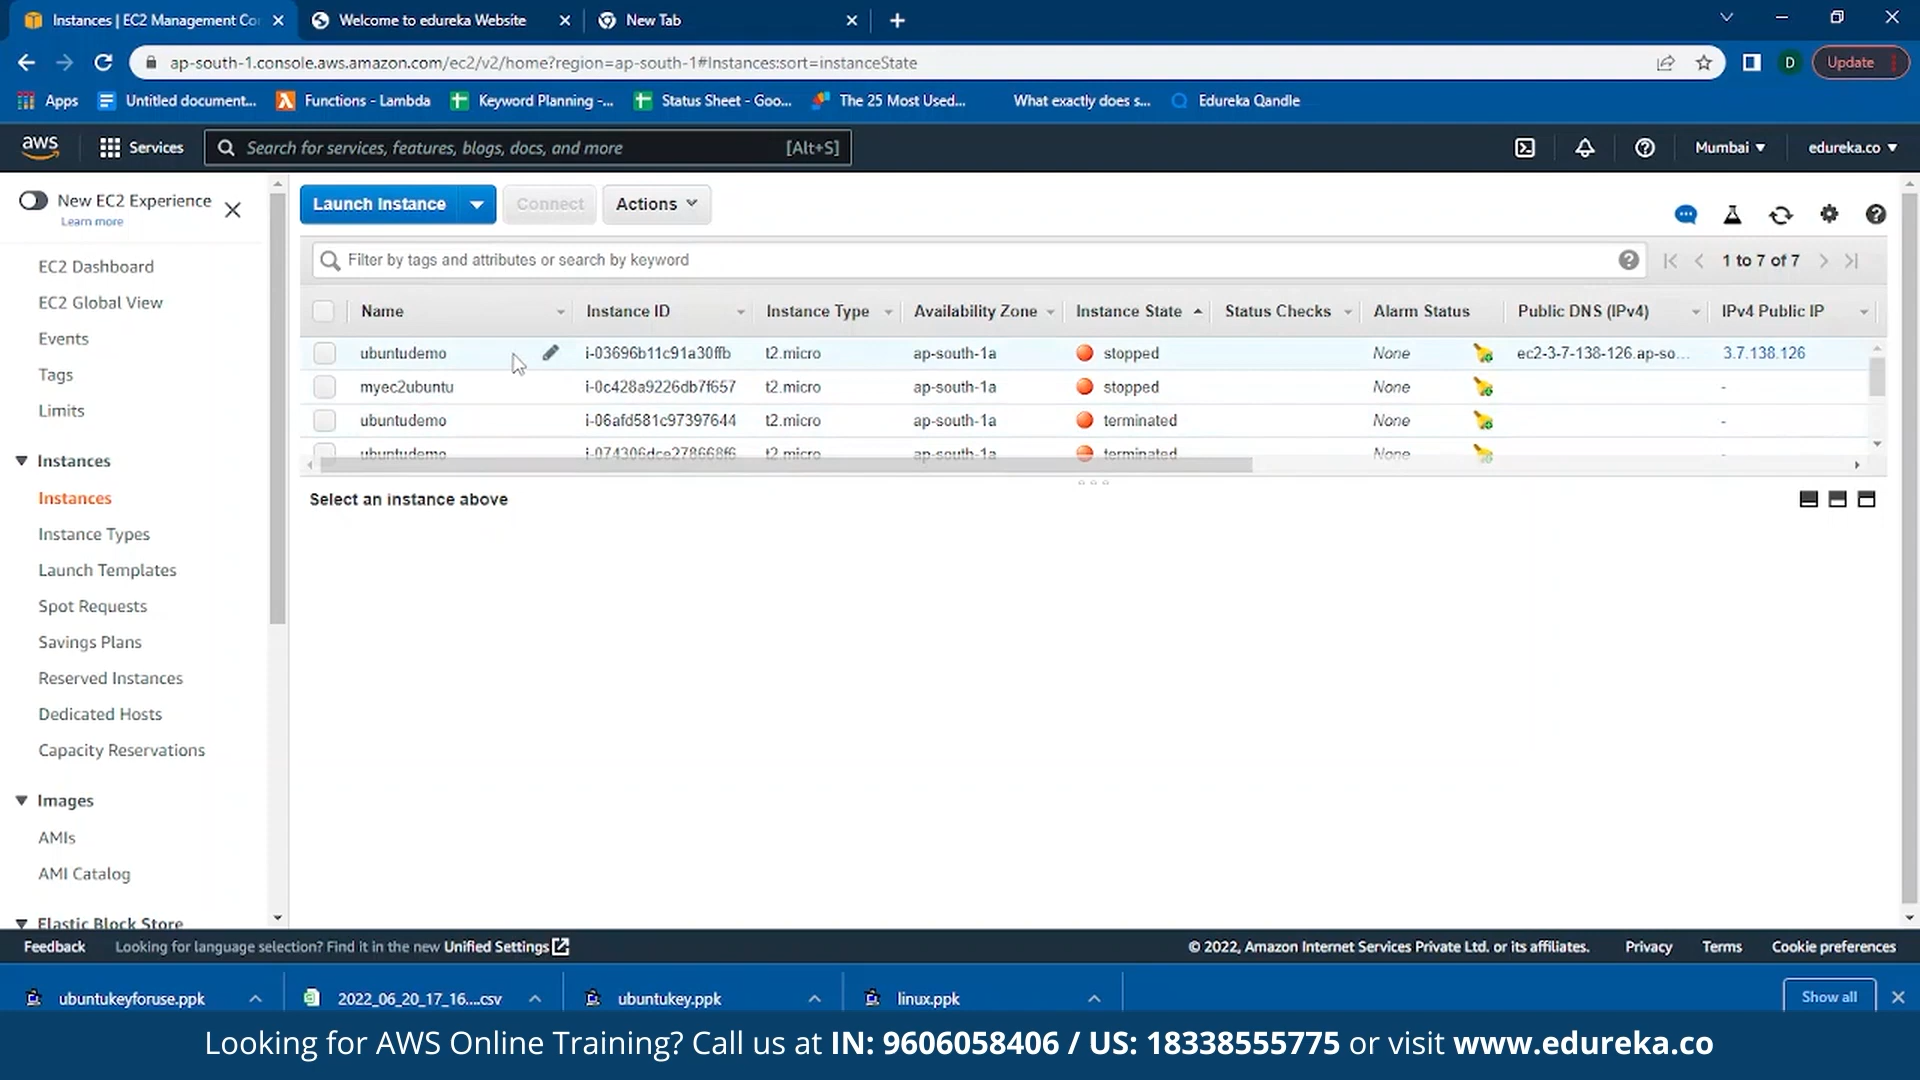 Instances | EC2 Management Co
Welcome to edureka Website
New Tab
ap-south-1.console.aws.amazon.com/ec2/v2/home?region=ap-south-1#Instances:sort=instanceState
D
Update
Apps
Untitled document...
Functions - Lambda
Keyword Planning -...
Status Sheet - Goo...
The 25 Most Used...
What exactly does s...
Edureka Qandle
aws
Services
Search for services, features, blogs, docs, and more
[Alt+S]
Mumbai
edureka.co
New EC2 Experience
Learn more
Launch Instance
Connect
Actions
Filter by tags and attributes or search by keyword
1 to 7 of 7
Name Instance ID Instance Type Availability Zone Instance State Status Checks Alarm Status Public DNS (IPv4) IPv4 Public IP
ubuntudemo i-03696b11c91a30ffb t2.micro ap-south-1a stopped None ec2-3-7-138-126.ap-so... 3.7.138.126
myec2ubuntu i-0c428a9226db7f657 t2.micro ap-south-1a stopped None -
ubuntudemo i-06afd581c97397644 t2.micro ap-south-1a terminated None -
ubuntudemo i-074306dce278668f6 t2.micro ap-south-1a terminated None
Select an instance above
EC2 Dashboard
EC2 Global View
Events
Tags
Limits
Instances
Instances
Instance Types
Launch Templates
Spot Requests
Savings Plans
Reserved Instances
Dedicated Hosts
Capacity Reservations
Images
AMIs
AMI Catalog
Elastic Block Store
Feedback
Looking for language selection? Find it in the new Unified Settings
© 2022, Amazon Internet Services Private Ltd. or its affiliates.
Privacy
Terms
Cookie preferences
ubuntukeyforuse.ppk
2022_06_20_17_16....csv
ubuntukey.ppk
linux.ppk
Show all
Looking for AWS Online Training? Call us at IN: 9606058406 / US: 18338555775 or visit www.edureka.co